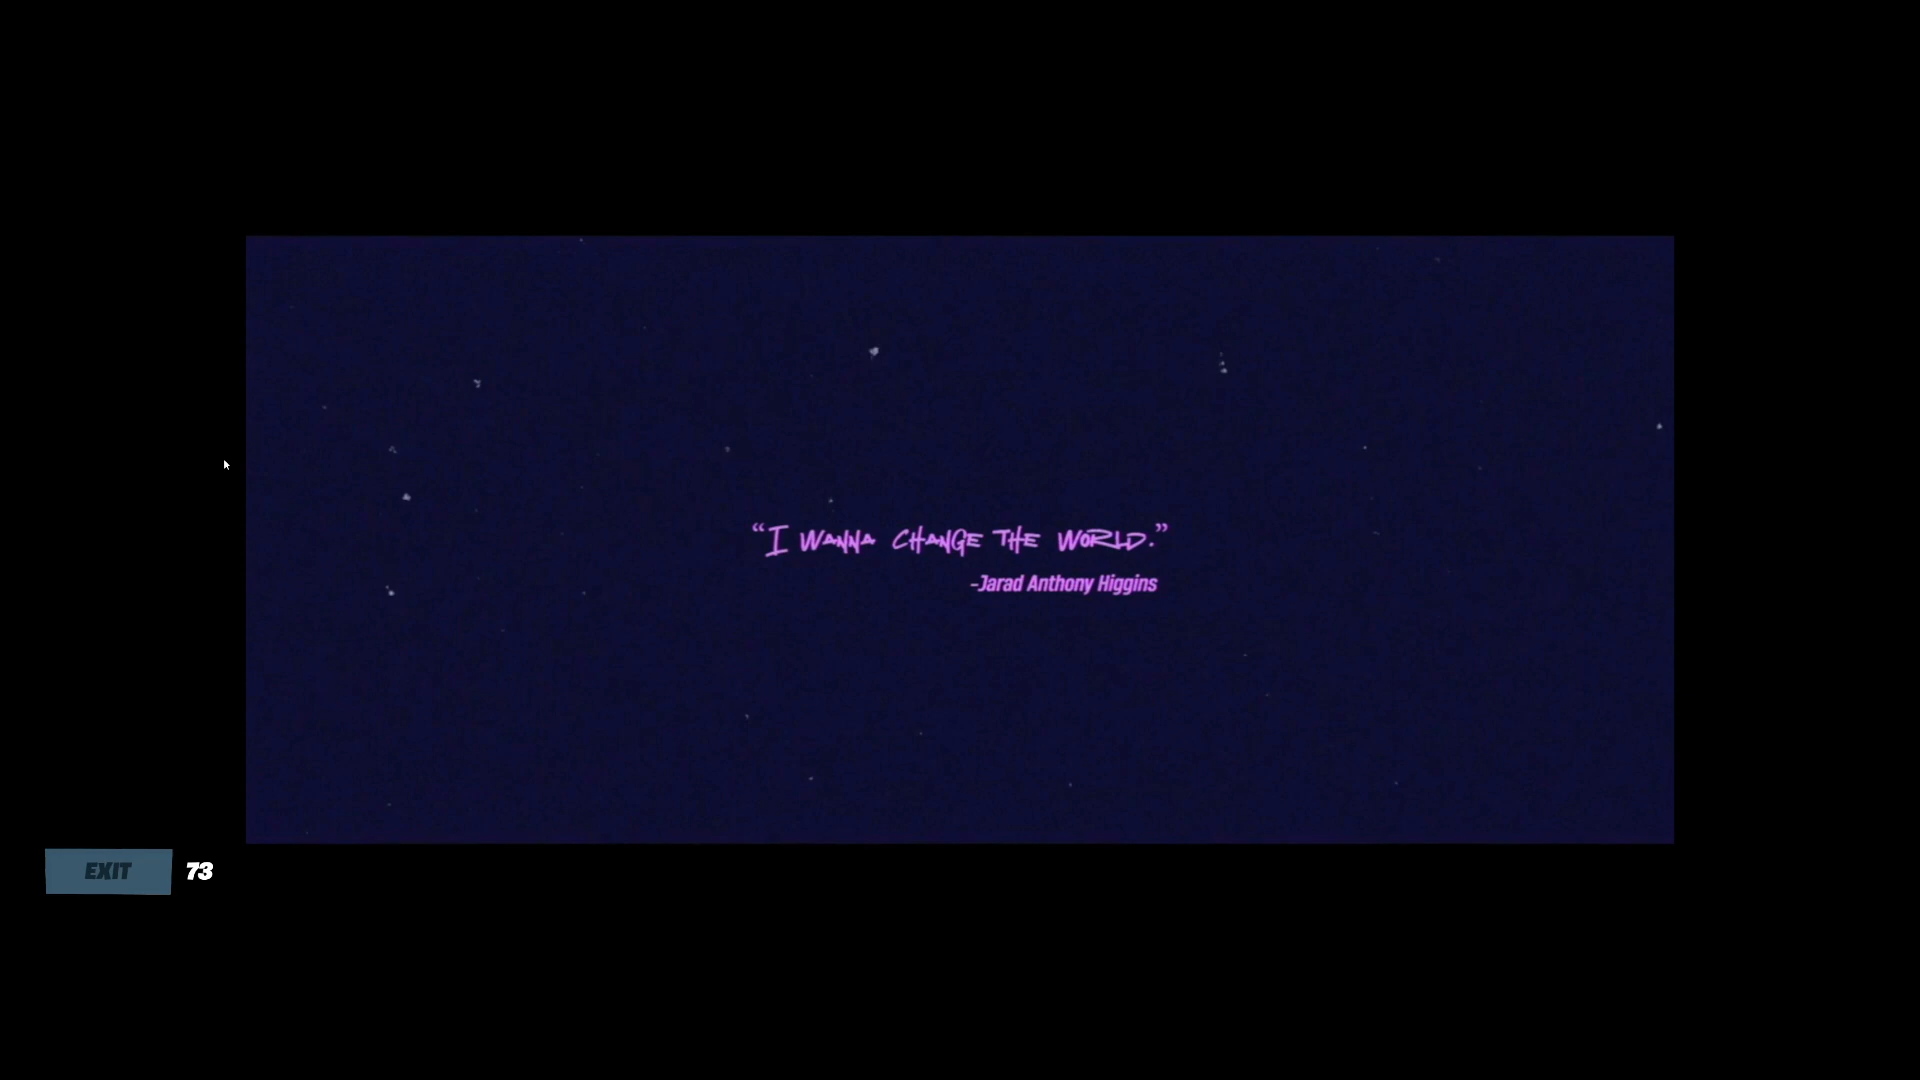 “I WANNA CHANGE THE WORLD.”
-Jarad Anthony Higgins
EXIT 73